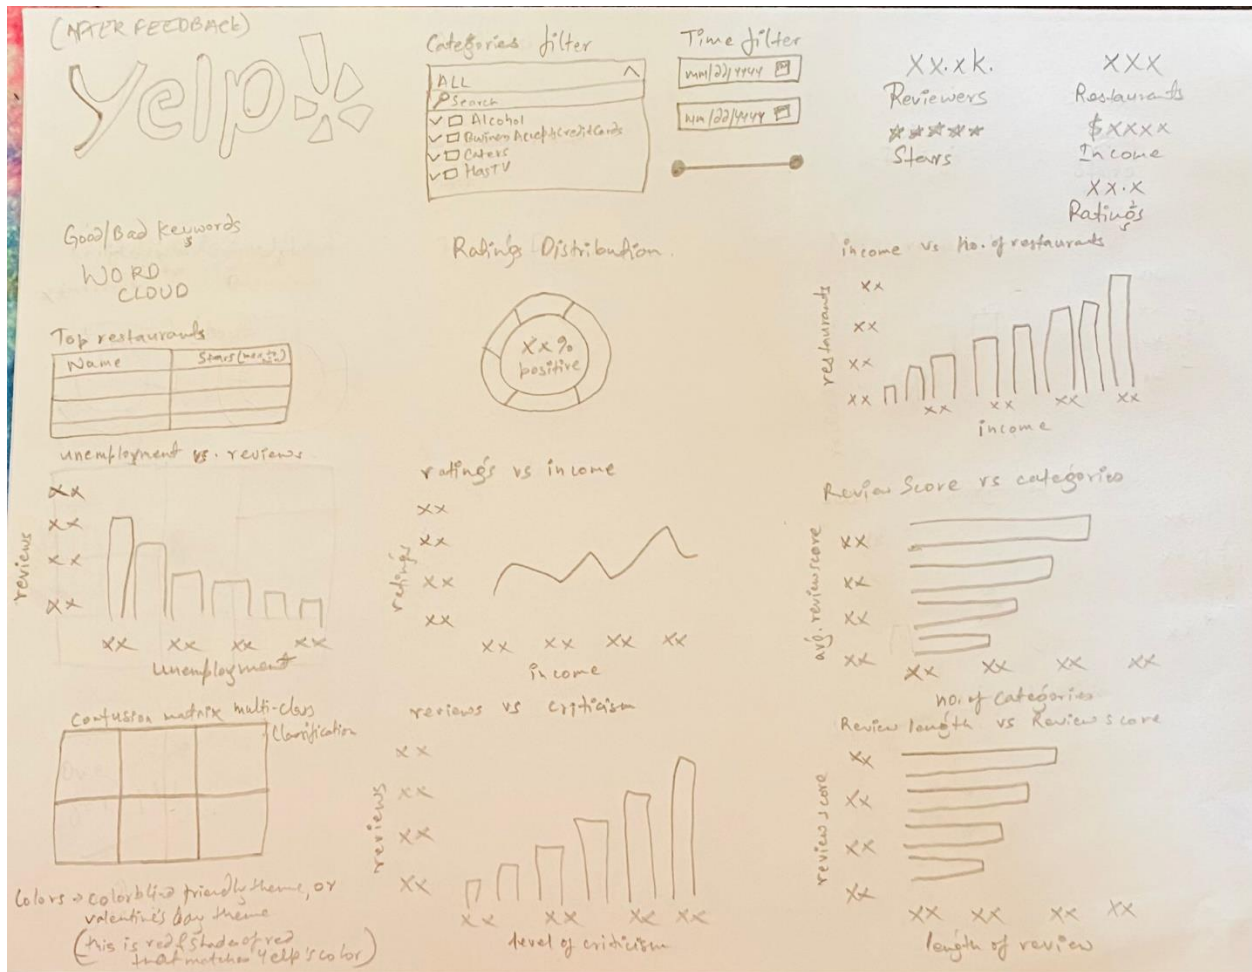 (AFTER FEEDBACK)
yelp
Categories filter
ALL
Search
Alcohol
Caters
HasTV
Time filter
mm/dd/yyyy
mm/dd/yyyy
XX.XK.
Reviewers
XXX
Restaurants
Stars
$XXXX
Income
XX.X
Ratings
Good/Bad Keywords
WORD
CLOUD
Top restaurants
Name
Stars
Ratings Distribution.
XX%
positive
income vs No. of restaurants
restaurants
XX
XX
XX
XX
XX
XX
XX
XX
income
unemployment vs. reviews
reviews
XX
XX
XX
XX
XX
XX
XX
XX
unemployment
ratings vs income
ratings
XX
XX
XX
XX
XX
XX
XX
XX
income
Review Score vs categories
avg. review score
XX
XX
XX
XX
XX
XX
XX
XX
no. of categories
Confusion matrix multi-class
Classification
reviews vs criticism
reviews
XX
XX
XX
XX
XX
XX
XX
level of criticism
Review length vs Review score
review score
XX
XX
XX
XX
XX
XX
XX
XX
length of review
Colors → colorblind friendly theme, or
valentine's day theme
(this is red & shades of red
that matches Yelp's color)